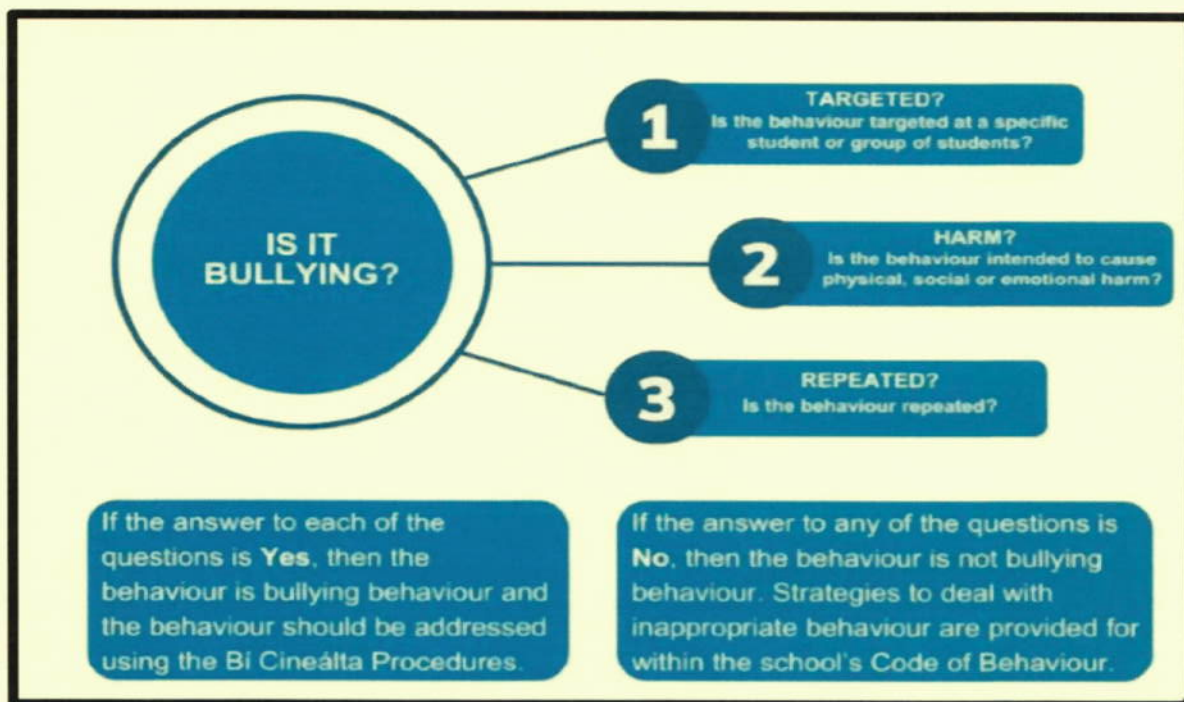 IS IT
BULLYING?
1
TARGETED?
Is the behaviour targeted at a specific
student or group of students?
2
HARM?
Is the behaviour intended to cause
physical, social or emotional harm?
3
REPEATED?
Is the behaviour repeated?
If the answer to each of the
questions is Yes, then the
behaviour is bullying behaviour and
the behaviour should be addressed
using the Bí Cineálta Procedures.
If the answer to any of the questions is
No, then the behaviour is not bullying
behaviour. Strategies to deal with
inappropriate behaviour are provided for
within the school's Code of Behaviour.